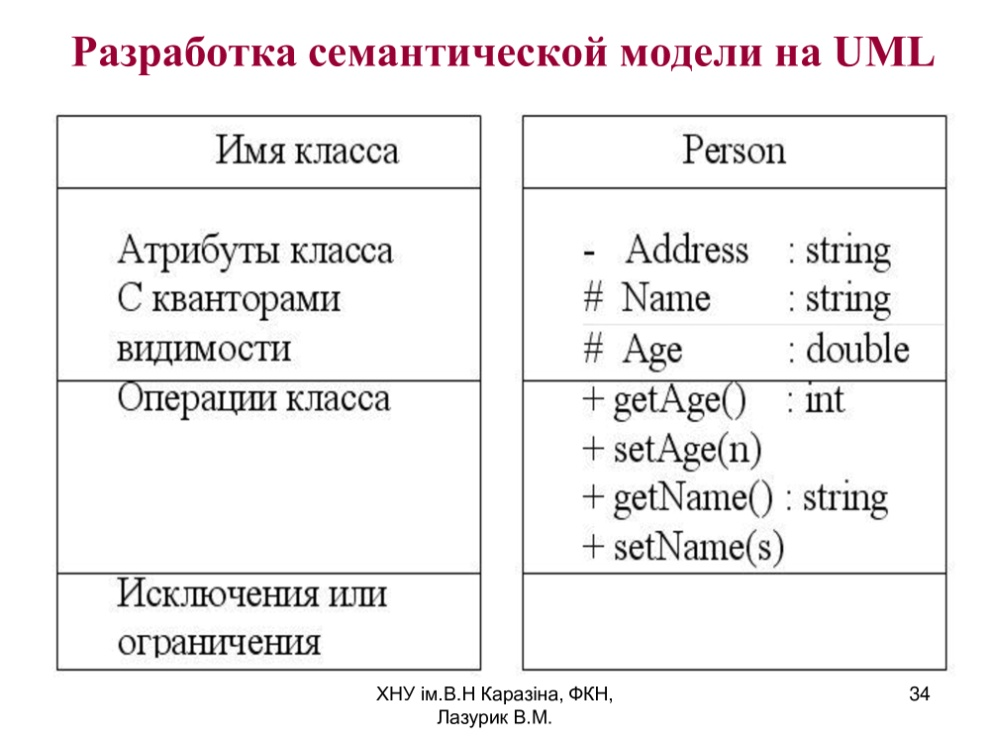 Разработка семантической модели на UML
Имя класса
Атрибуты класса
С кванторами
видимости
Операции класса
Исключения или
ограничения
Person
- Address : string
# Name : string
# Age : double
+ getAge() : int
+ setAge(n)
+ getName() : string
+ setName(s)
ХНУ ім.В.Н Каразіна, ФКН,
Лазурик В.М.
34